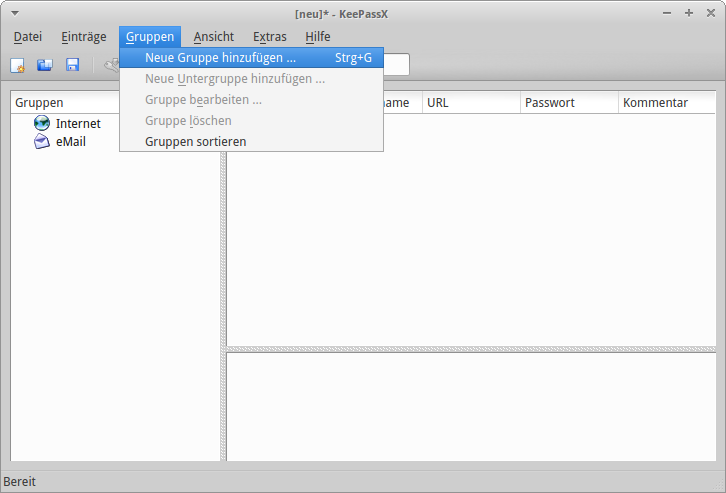 [neu]* - KeePassX
Datei Einträge Gruppen Ansicht Extras Hilfe
Neue Gruppe hinzufügen ... Strg+G
Neue Untergruppe hinzufügen ...
Gruppe bearbeiten ...
Gruppe löschen
Gruppen sortieren
Gruppen name URL Passwort Kommentar
Internet
eMail
Bereit